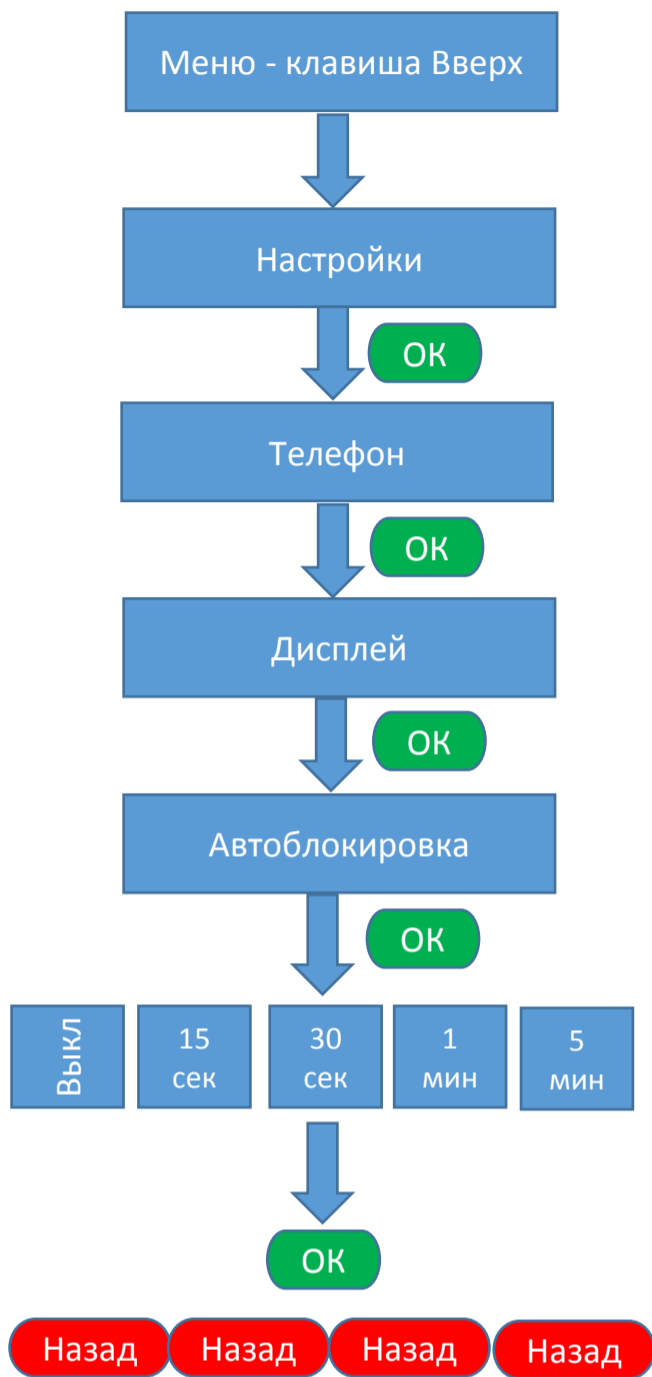 Меню - клавиша Вверх
Настройки
ОК
Телефон
ОК
Дисплей
ОК
Автоблокировка
ОК
Выкл
15
сек
30
сек
1
мин
5
мин
ОК
Назад
Назад
Назад
Назад